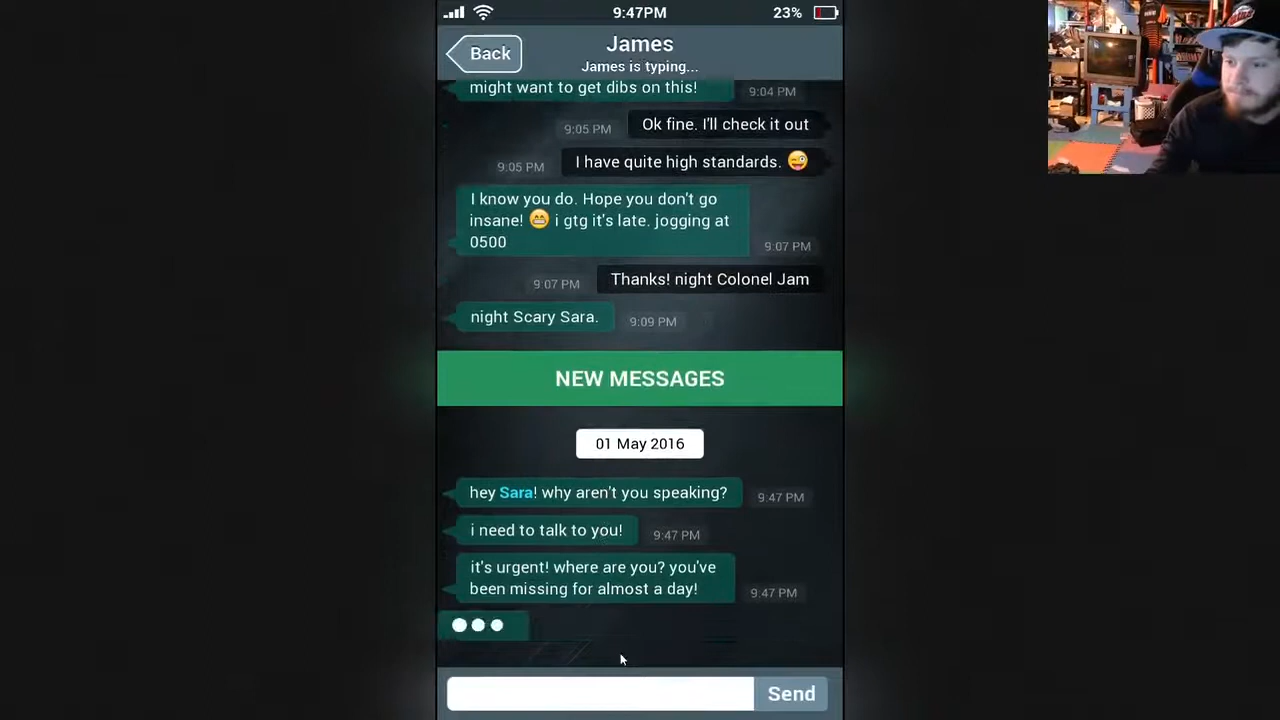 9:47PM
23%
Back
James
James is typing...
might want to get dibs on this!
9:04 PM
9:05 PM
Ok fine. I'll check it out
9:05 PM
I have quite high standards.
I know you do. Hope you don't go
insane! i gtg it's late. jogging at
0500
9:07 PM
9:07 PM
Thanks! night Colonel Jam
night Scary Sara.
9:09 PM
NEW MESSAGES
01 May 2016
hey Sara! why aren't you speaking?
9:47 PM
i need to talk to you!
9:47 PM
it's urgent! where are you? you've
been missing for almost a day!
9:47 PM
Send